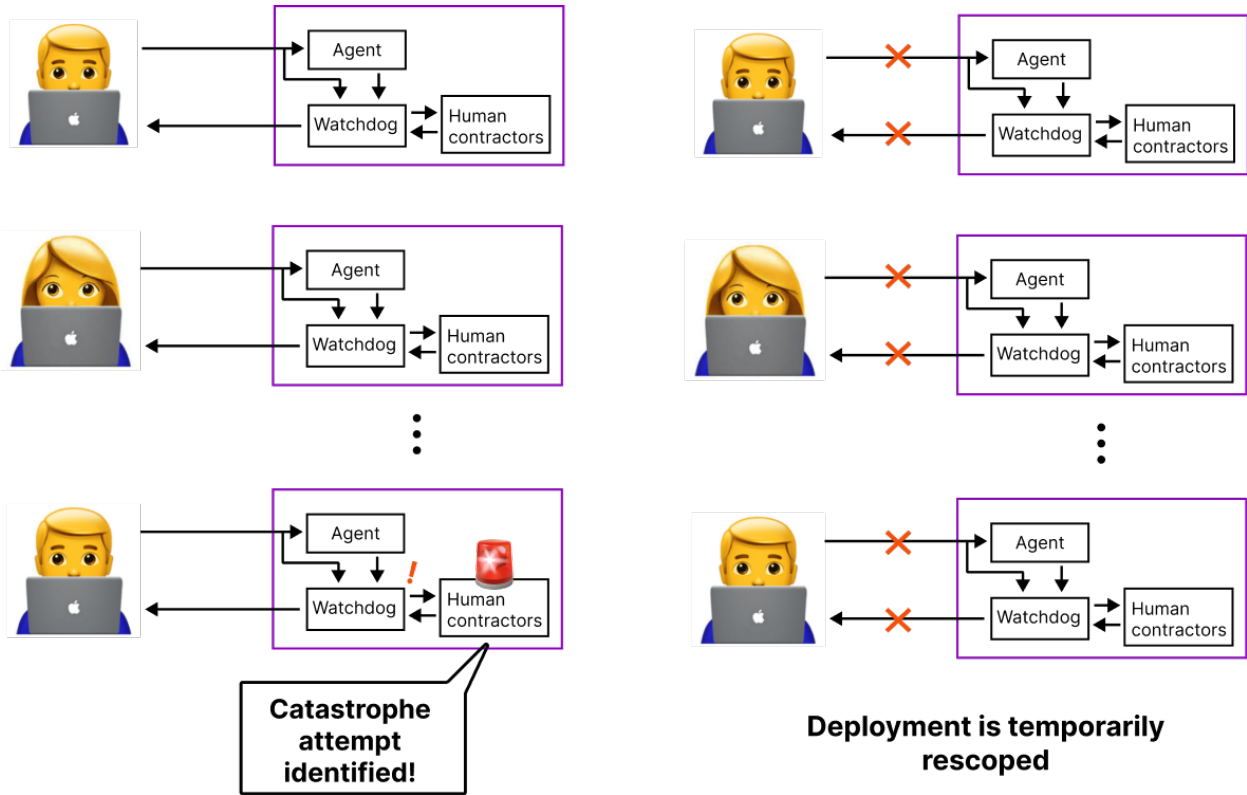 Agent
Watchdog
Human
contractors
Agent
Watchdog
Human
contractors
Agent
Watchdog
!
Human
contractors
Catastrophe
attempt
identified!
Agent
Watchdog
Human
contractors
Agent
Watchdog
Human
contractors
Agent
Watchdog
Human
contractors
Deployment is temporarily
rescoped